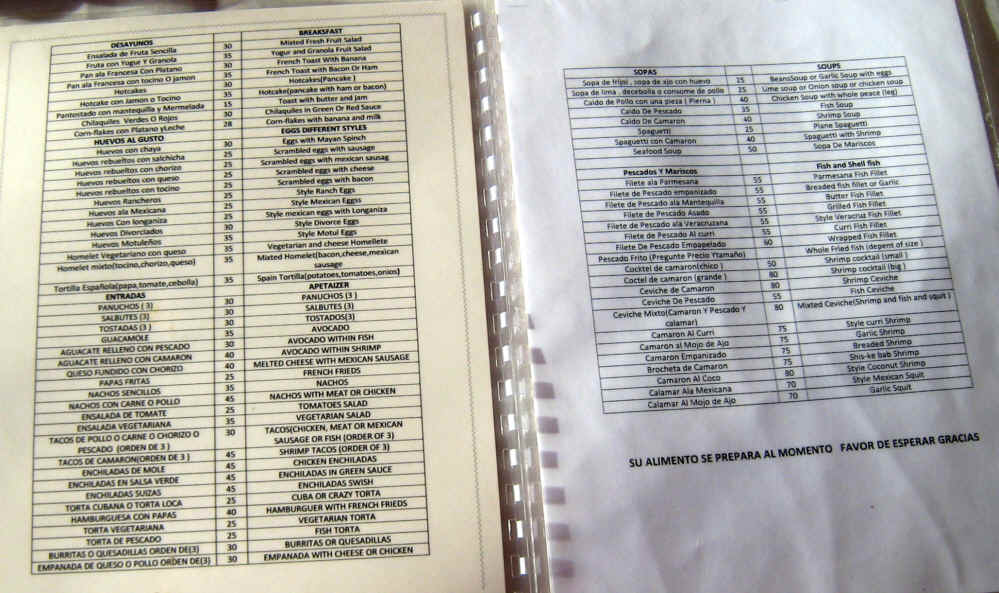 DESAYUNOS BREAKSFAST
Ensalada de Fruta Sencilla 30 Misted Fresh Fruit Salad
Fruta con Yogur Y Granola 35 Yogur and Granola Fruit Salad
Pan ala Francesa Con Platano 30 French Toast With Banana
Pan ala Francesa con tocino O jamon 35 French Toast with Bacon Or Ham
Hotcakes 30 Hotcakes(Pancake )
Hotcake con Jamon o Tocino 35 Hotcake(pancake with ham or bacon)
Pantostado con mantequilla y Mermelada 15 Toast with butter and jam
Chilaquiles Verdes O Rojos 30 Chilaquiles in Green Or Red Sauce
Corn-flakes con Platano yLeche 28 Corn-flakes with banana and milk
HUEVOS AL GUSTO EGGS DIFFERENT STYLES
Huevos con chaya 30 Eggs with Mayan Spinch
Huevos rebueltos con salchicha 25 Scrambled eggs with sausage
Huevos rebueltos con chorizo 25 Scrambled eggs with mexican sausag
Huevos rebueltos con queso 25 Scrambled eggs with cheese
Huevos rebueltos con tocino 25 Scrambled eggs with bacon
Huevos Rancheros 25 Style Ranch Eggs
Huevos ala Mexicana 25 Style Mexican Eggss
Huevos Con longaniza 25 Style mexican eggs with Longaniza
Huevos Divorciados 25 Style Divorce Eggs
Huevos Motuleños 35 Style Motul Eggs
Homelet Vegetariano con queso 35 Vegetarian and cheese Homellete
Homelet mixto(tocino,chorizo,queso) 35 Mixted Homelet(bacon,cheese,mexican
sausage
Tortilla Española(papa,tomate,cebolla) 35 Spain Tortilla(potatoes,tomatoes,onios)
ENTRADAS APETAIZER
PANUCHOS ( 3) 30 PANUCHOS (3 )
SALBUTES (3) 30 SALBUTES (3)
TOSTADAS (3 ) 30 TOSTADOS(3)
GUACAMOLE 35 AVOCADO
AGUACATE RELLENO CON PESCADO 30 AVOCADO WITHIN FISH
AGUACATE RELLENO CON CAMARON 40 AVOCADO WITHIN SHRIMP
QUESO FUNDIDO CON CHORIZO 40 MELTED CHEESE WITH MEXICAN SAUSAGE
PAPAS FRITAS 25 FRENCH FRIEDS
NACHOS SENCILLOS 35 NACHOS
NACHOS CON CARNE O POLLO 45 NACHOS WITH MEAT OR CHICKEN
ENSALADA DE TOMATE 25 TOMATOES SALAD
ENSALADA VEGETARIANA 35 VEGETARIAN SALAD
TACOS DE POLLO O CARNE O CHORIZO O 30 TACOS(CHICKEN, MEAT OR MEXICAN
PESCADO (ORDEN DE 3 ) SAUSAGE OR FISH (ORDER OF 3)
TACOS DE CAMARON(ORDEN DE 3 ) 45 SHRIMP TACOS (ORDER OF 3)
ENCHILADAS DE MOLE 45 CHICKEN ENCHILADAS
ENCHILADAS EN SALSA VERDE 45 ENCHILADAS IN GREEN SAUCE
ENCHILADAS SUIZAS 45 ENCHILADAS SWISH
TORTA CUBANA O TORTA LOCA 25 CUBA OR CRAZY TORTA
HAMBURGUESA CON PAPAS 40 HAMBURGUER WITH FRENCH FRIEDS
TORTA VEGETARIANA 25 VEGETARIAN TORTA
TORTA DE PESCADO 25 FISH TORTA
BURRITAS O QUESADILLAS ORDEN DE(3) 30 BURRITAS OR QUESADILLAS
EMPANADA DE QUESO O POLLO ORDEN DE(3) 30 EMPANADA WITH CHEESE OR CHICKEN
SOPAS SOUPS
Sopa de frijol , sopa de ajo con huevo 25 BeansSoup or Garlic Soup with eggs
Sopa de lima , decebolla o consume de pollo 25 Lime soup or Onion soup or chicken soup
Caldo de Pollo con una pieza ( Pierna ) 40 Chicken Soup with whole peace (leg)
Caldo De Pescado 35 Fish Soup
Caldo De Camaron 40 Shrimp Soup
Spaguetti 25 Plane Spaguetti
Spaguetti con Camaron 40 Spaguetti with Shrimp
Seafood Soup 50 Sopa De Mariscos
Pescados Y Mariscos Fish and Shell fish
Filete ala Parmesana 55 Parmesana Fish Fillet
Filete de Pescado empanizado 55 Breaded fish fillet or Garlic
Filete de Pescado ala Mantequilla 55 Butter Fish Fillet
Filete de Pescado Asado 55 Grilled Fish Fillet
Filete de Pescado ala Veracruzana 55 Style Veracruz Fish Fillet
Filete de Pescado Al curri 55 Curri Fish Fillet
Filete De Pescado Empapelado 60 Wrapped Fish Fillet
Pescado Frito (Pregunte Precio Ytamaño) Whole Fried fish (depent of size )
Cocktel de camaron(chico ) 50 Shrimp cocktail (small )
Coctel de camaron (grande ) 80 Shrimp cocktail (big )
Ceviche de Camaron 80 Shrimp Ceviche
Ceviche De Pescado 55 Fish Ceviche
Ceviche Mixto(Camaron Y Pescado Y 80 Mixted Ceviche(Shrimp and fish and squit )
calamar)
Camaron Al Curri 75 Style curri Shrimp
Camaron al Mojo de Ajo 75 Garlic Shrimp
Camaron Empanizado 75 Breaded Shrimp
Brocheta de Camaron 75 Shis-ke bab Shrimp
Camaron Al Coco 80 Style Coconut Shrimp
Calamar ala Mexicana 70 Style Mexican Squit
Calamar Al Mojo de Ajo 70 Garlic Squit
SU ALIMENTO SE PREPARA AL MOMENTO FAVOR DE ESPERAR GRACIAS